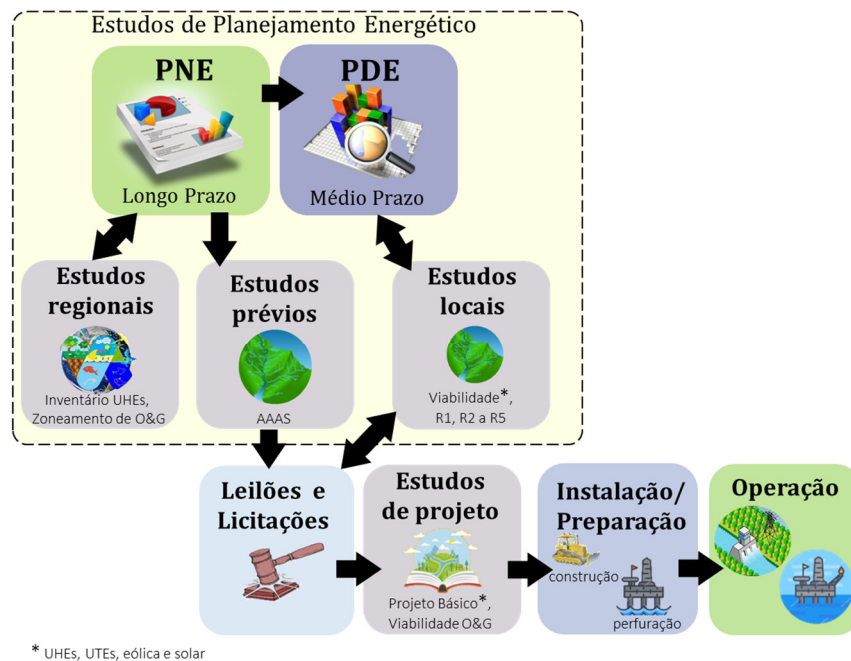 Estudos de Planejamento Energético
PNE
Longo Prazo
PDE
Médio Prazo
Estudos
regionais
Inventário UHEs,
Zoneamento de O&G
Estudos
prévios
AAAS
Estudos
locais
Viabilidade*,
R1, R2 a R5
Leilões e
Licitações
Estudos
de projeto
Projeto Básico*,
Viabilidade O&G
Instalação/
Preparação
construção
perfuração
Operação
* UHEs, UTEs, eólica e solar